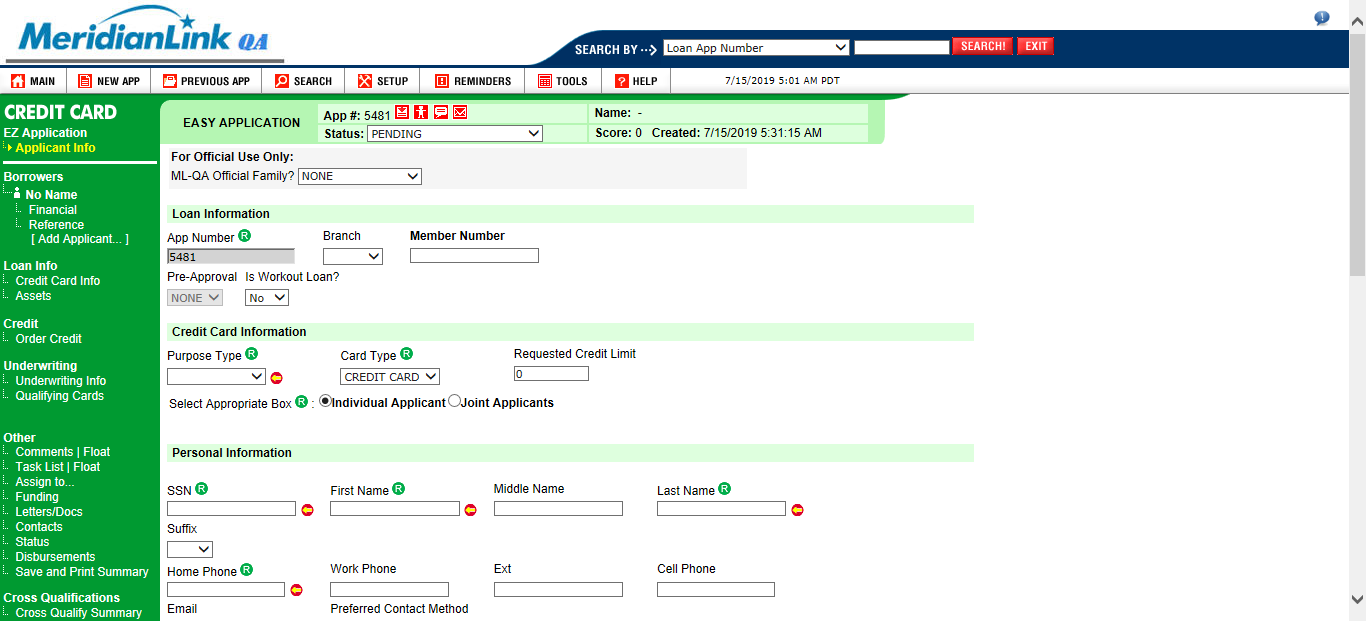 MeridianLink QA
SEARCH BY ··> Loan App Number SEARCH! EXIT
MAIN NEW APP PREVIOUS APP SEARCH SETUP REMINDERS TOOLS ? HELP 7/15/2019 5:01 AM PDT
CREDIT CARD
EZ Application
Applicant Info
Borrowers
No Name
Financial
Reference
[ Add Applicant... ]
Loan Info
Credit Card Info
Assets
Credit
Order Credit
Underwriting
Underwriting Info
Qualifying Cards
Other
Comments | Float
Task List | Float
Assign to...
Funding
Letters/Docs
Contacts
Status
Disbursements
Save and Print Summary
Cross Qualifications
Cross Qualify Summary
EASY APPLICATION
App #: 5481
Status: PENDING
Name: -
Score: 0 Created: 7/15/2019 5:31:15 AM
For Official Use Only:
ML-QA Official Family? NONE
Loan Information
App Number R Branch Member Number
5481
Pre-Approval Is Workout Loan?
NONE No
Credit Card Information
Purpose Type R Card Type R Requested Credit Limit
CREDIT CARD 0
Select Appropriate Box R : Individual Applicant Joint Applicants
Personal Information
SSN R First Name R Middle Name Last Name R
Suffix
Home Phone R Work Phone Ext Cell Phone
Email Preferred Contact Method